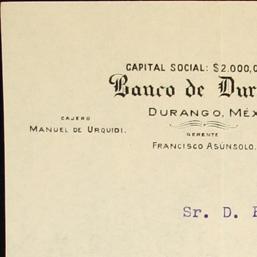 CAPITAL SOCIAL: $2.000,0
Banco de Dur
DURANGO, MÉX
CAJERO
MANUEL DE URQUIDI.
GERENTE
FRANCISCO ASÚNSOLO.
Sr. D.